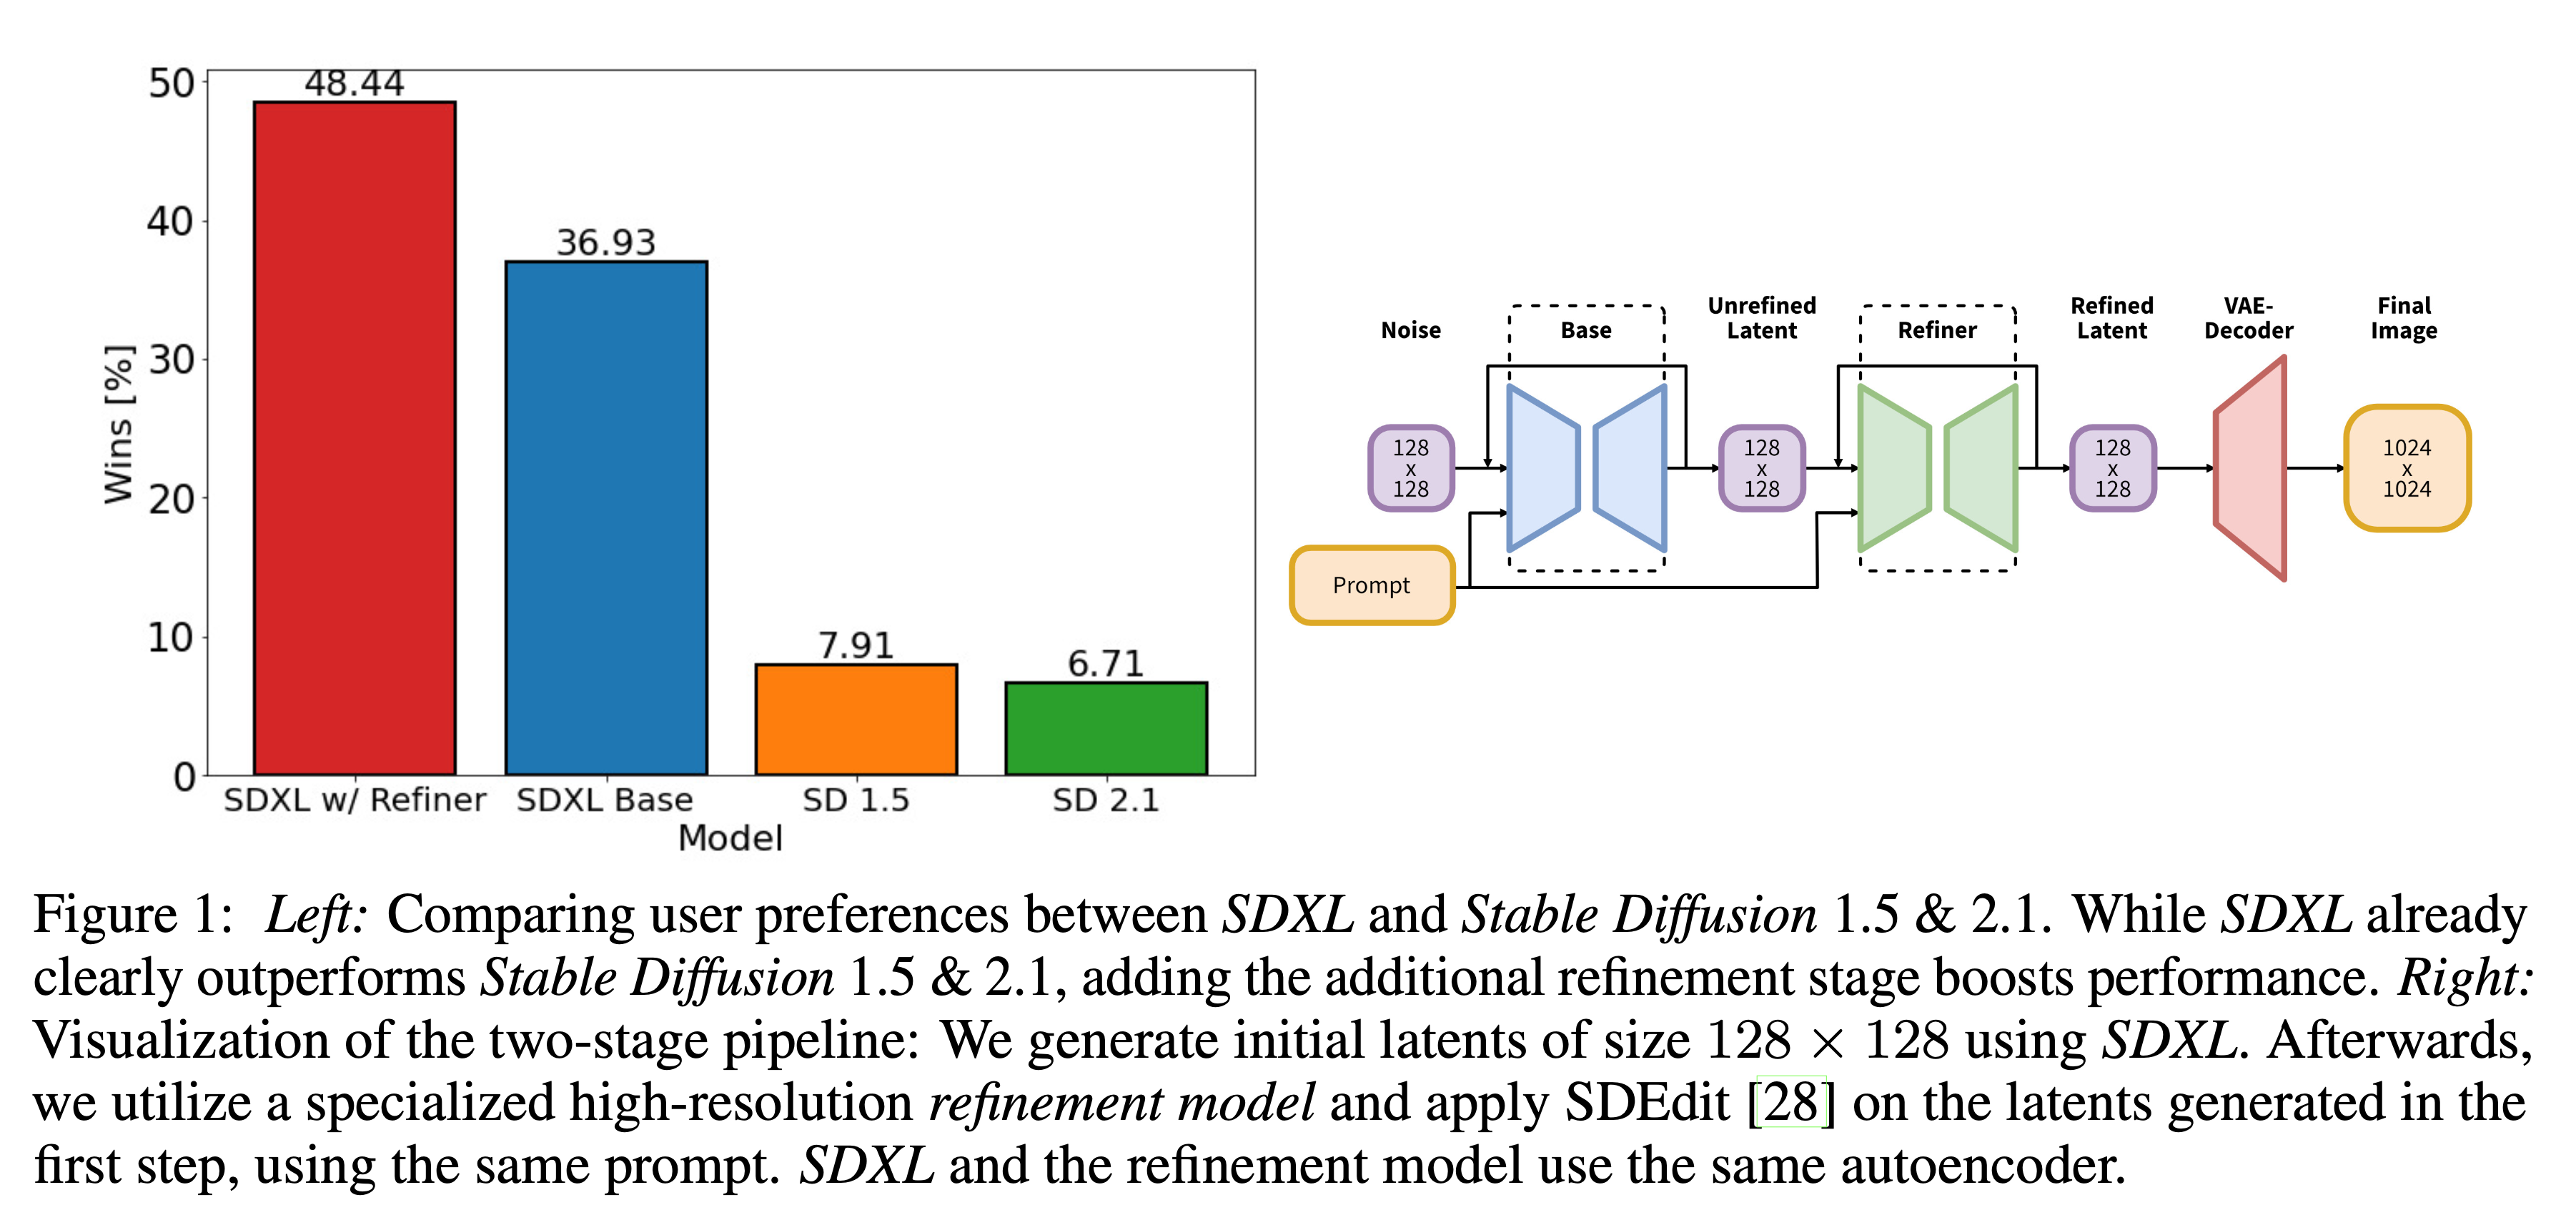 50
40
30
20
10
0
Wins [%]
48.44
36.93
7.91
6.71
SDXL w/ Refiner
SDXL Base
SD 1.5
SD 2.1
Model
Noise
Base
Unrefined
Latent
Refiner
Refined
Latent
VAE-
Decoder
Final
Image
128
x
128
128
x
128
128
x
128
1024
x
1024
Prompt
Figure 1: Left: Comparing user preferences between SDXL and Stable Diffusion 1.5 & 2.1. While SDXL already
clearly outperforms Stable Diffusion 1.5 & 2.1, adding the additional refinement stage boosts performance. Right:
Visualization of the two-stage pipeline: We generate initial latents of size 128 × 128 using SDXL. Afterwards,
we utilize a specialized high-resolution refinement model and apply SDEdit [28] on the latents generated in the
first step, using the same prompt. SDXL and the refinement model use the same autoencoder.